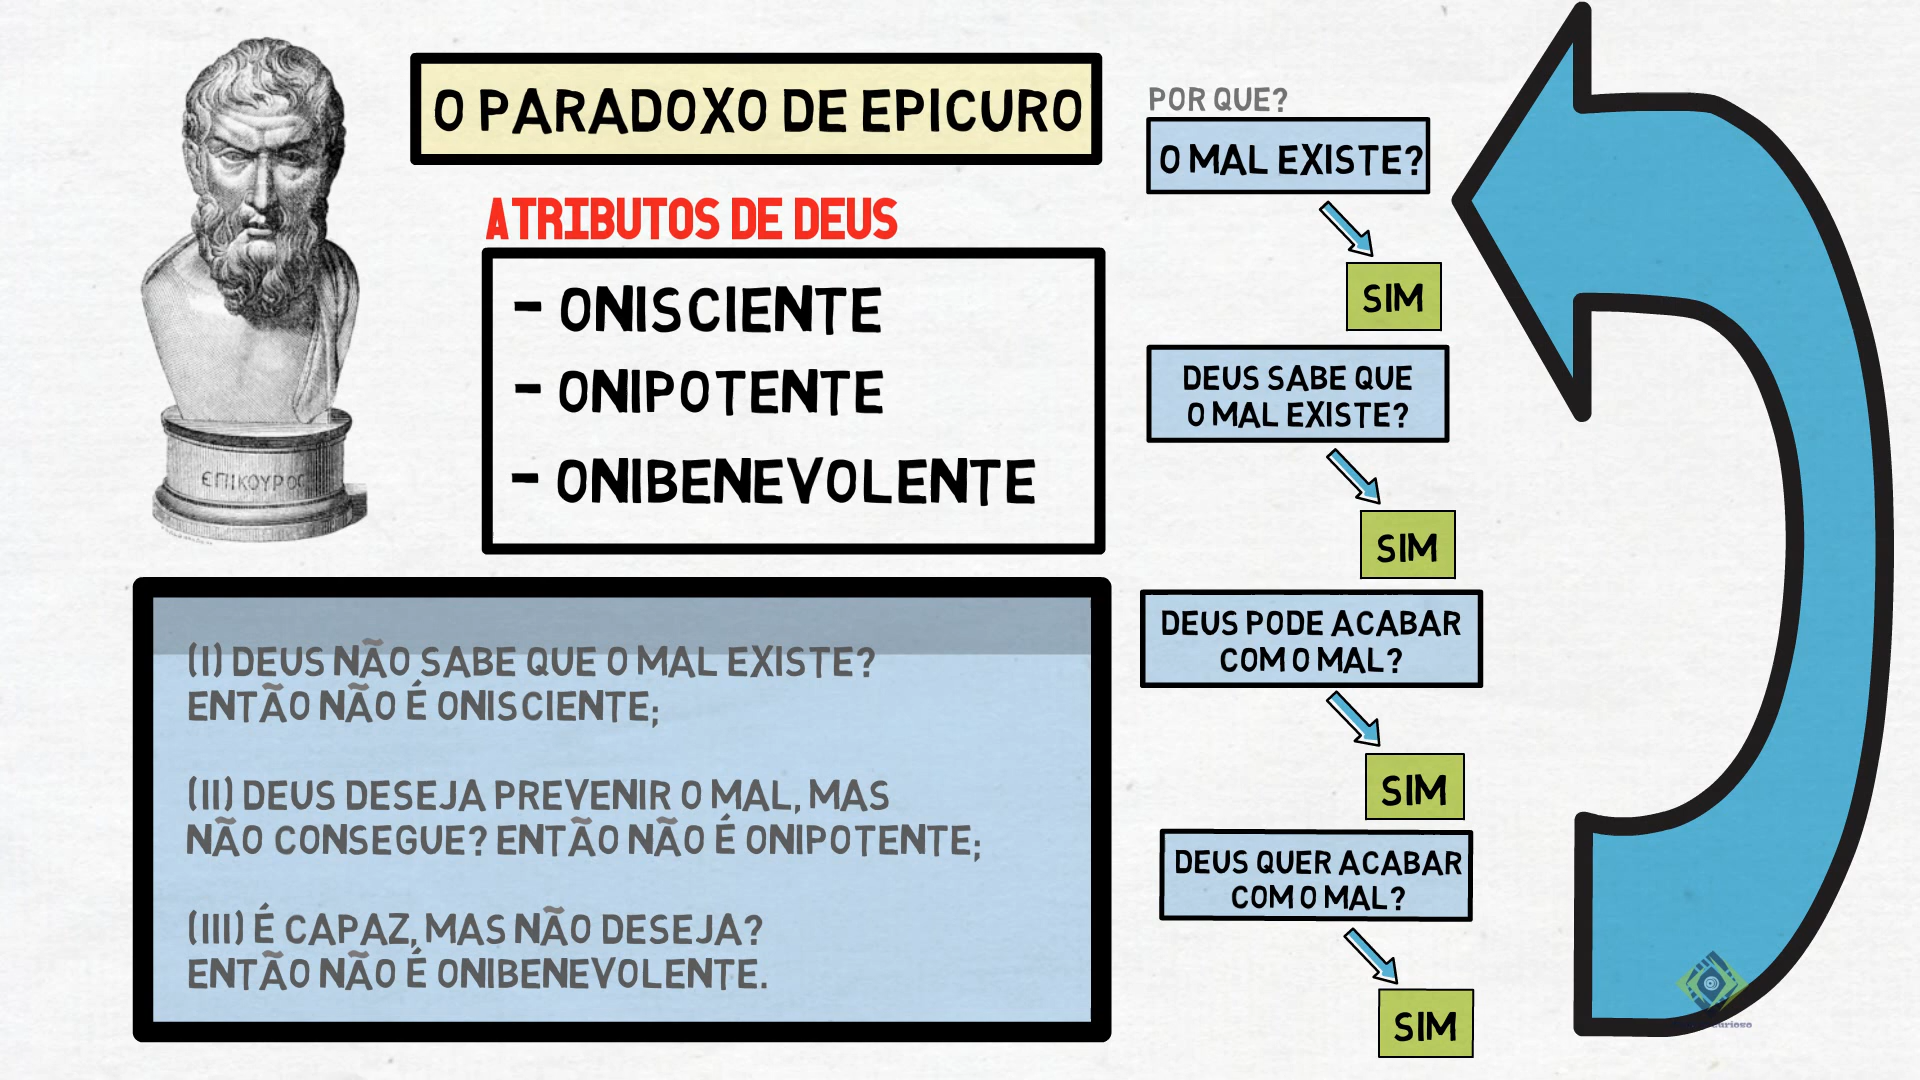 O PARADOXO DE EPICURO
ATRIBUTOS DE DEUS
- ONISCIENTE
- ONIPOTENTE
- ONIBENEVOLENTE
ΕΠΙΚΟΥΡΟΣ
(I) DEUS NÃO SABE QUE O MAL EXISTE?
ENTÃO NÃO É ONISCIENTE;
(II) DEUS DESEJA PREVENIR O MAL, MAS
NÃO CONSEGUE? ENTÃO NÃO É ONIPOTENTE;
(III) É CAPAZ, MAS NÃO DESEJA?
ENTÃO NÃO É ONIBENEVOLENTE.
POR QUE?
O MAL EXISTE?
SIM
DEUS SABE QUE
O MAL EXISTE?
SIM
DEUS PODE ACABAR
COM O MAL?
SIM
DEUS QUER ACABAR
COM O MAL?
SIM
curioso